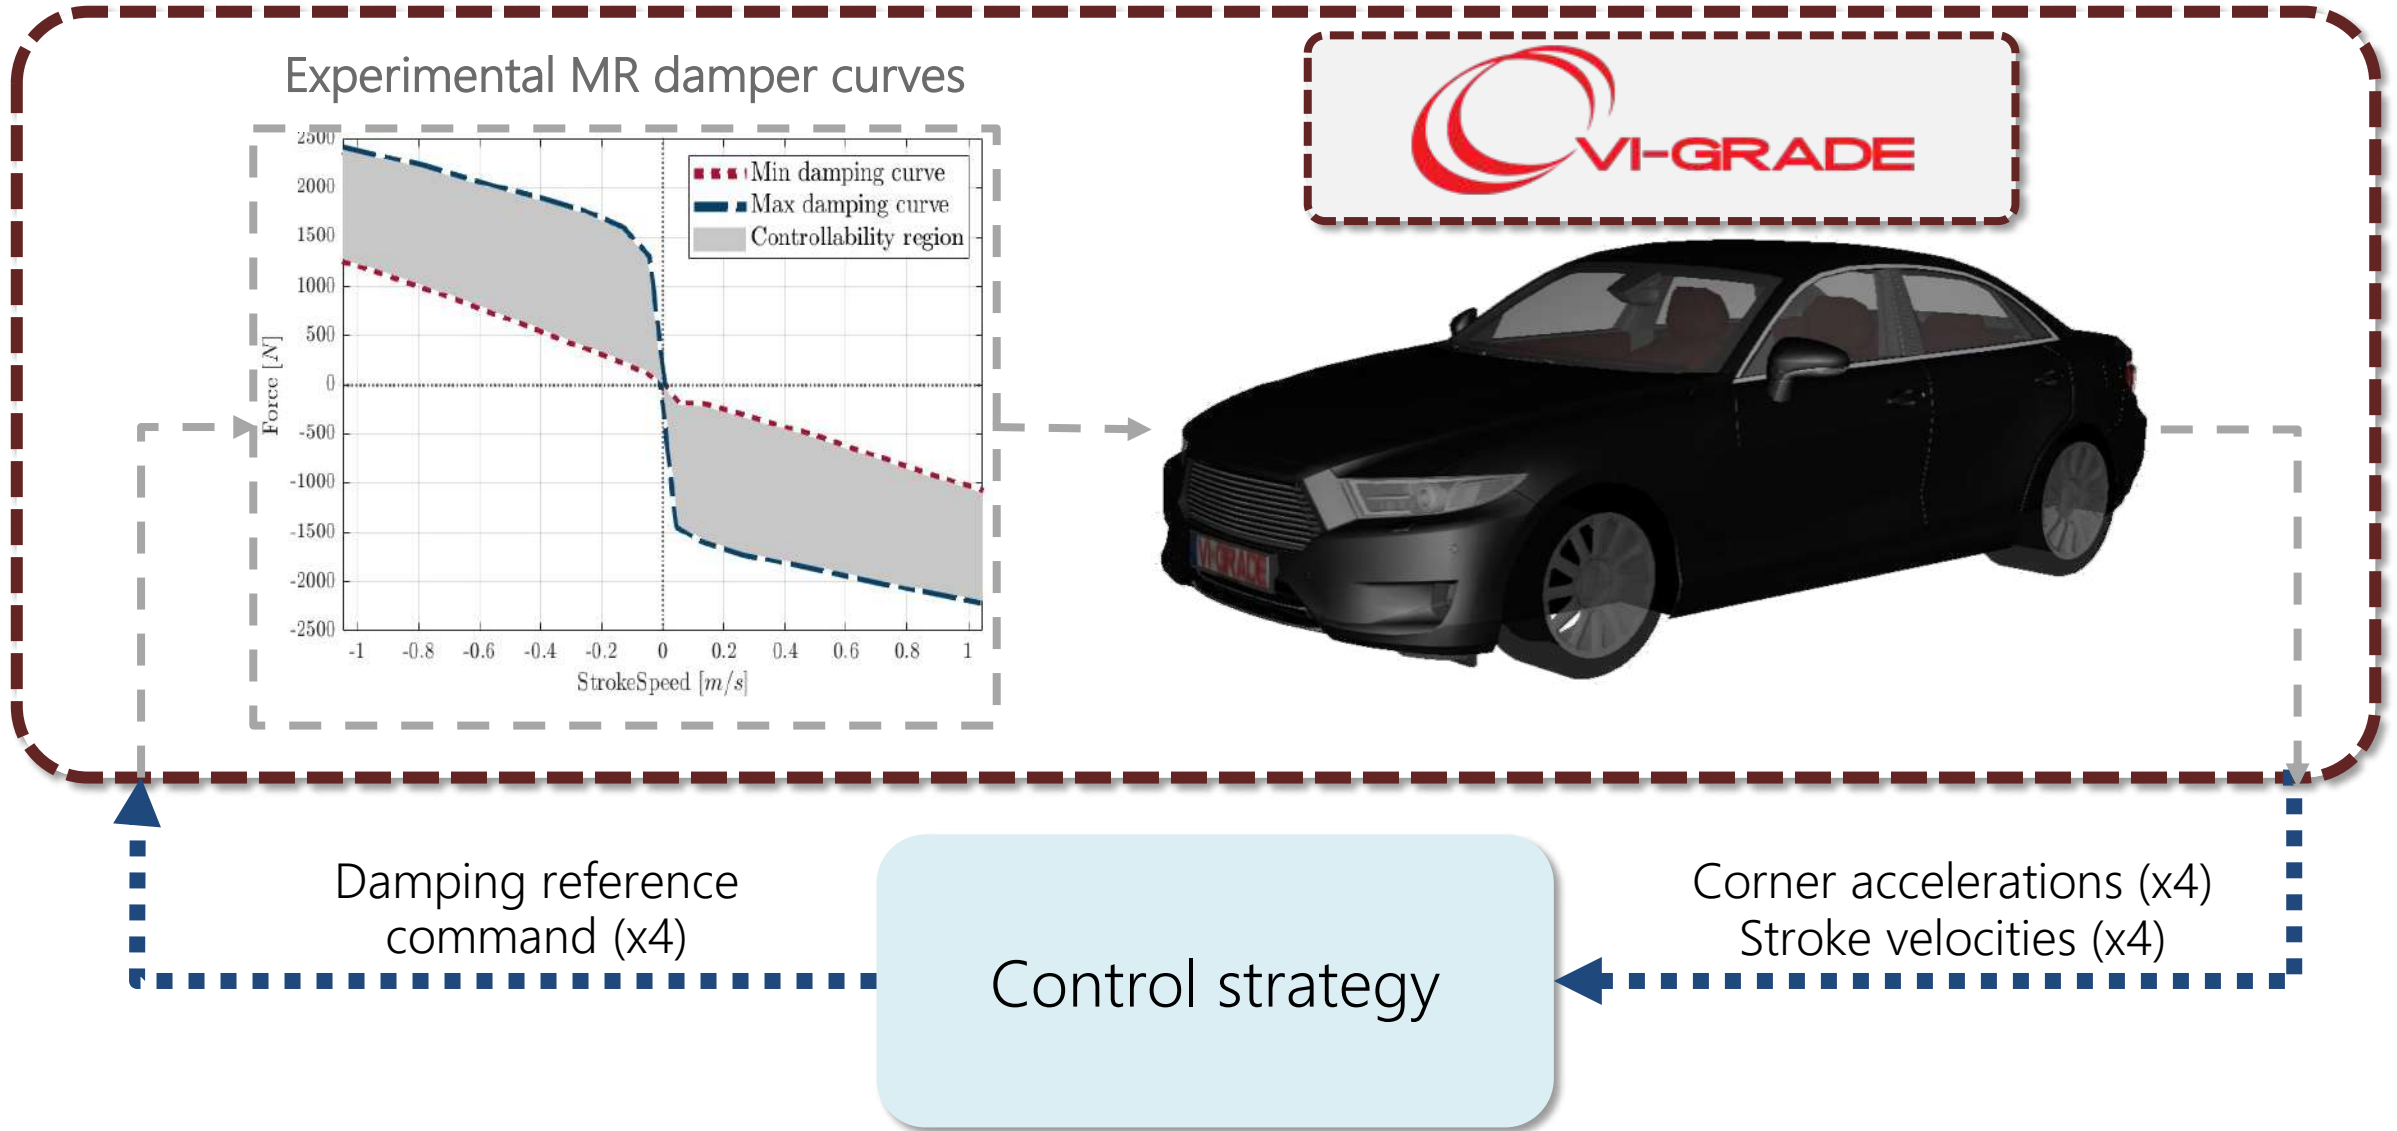 Experimental MR damper curves
VI-GRADE
2500
2000
1500
1000
500
0
-500
-1000
-1500
-2000
-2500
Force [N]
Min damping curve
Max damping curve
Controllability region
-1 -0.8 -0.6 -0.4 -0.2 0 0.2 0.4 0.6 0.8 1
StrokeSpeed [m/s]
VI-GRADE
Damping reference
command (x4)
Control strategy
Corner accelerations (x4)
Stroke velocities (x4)